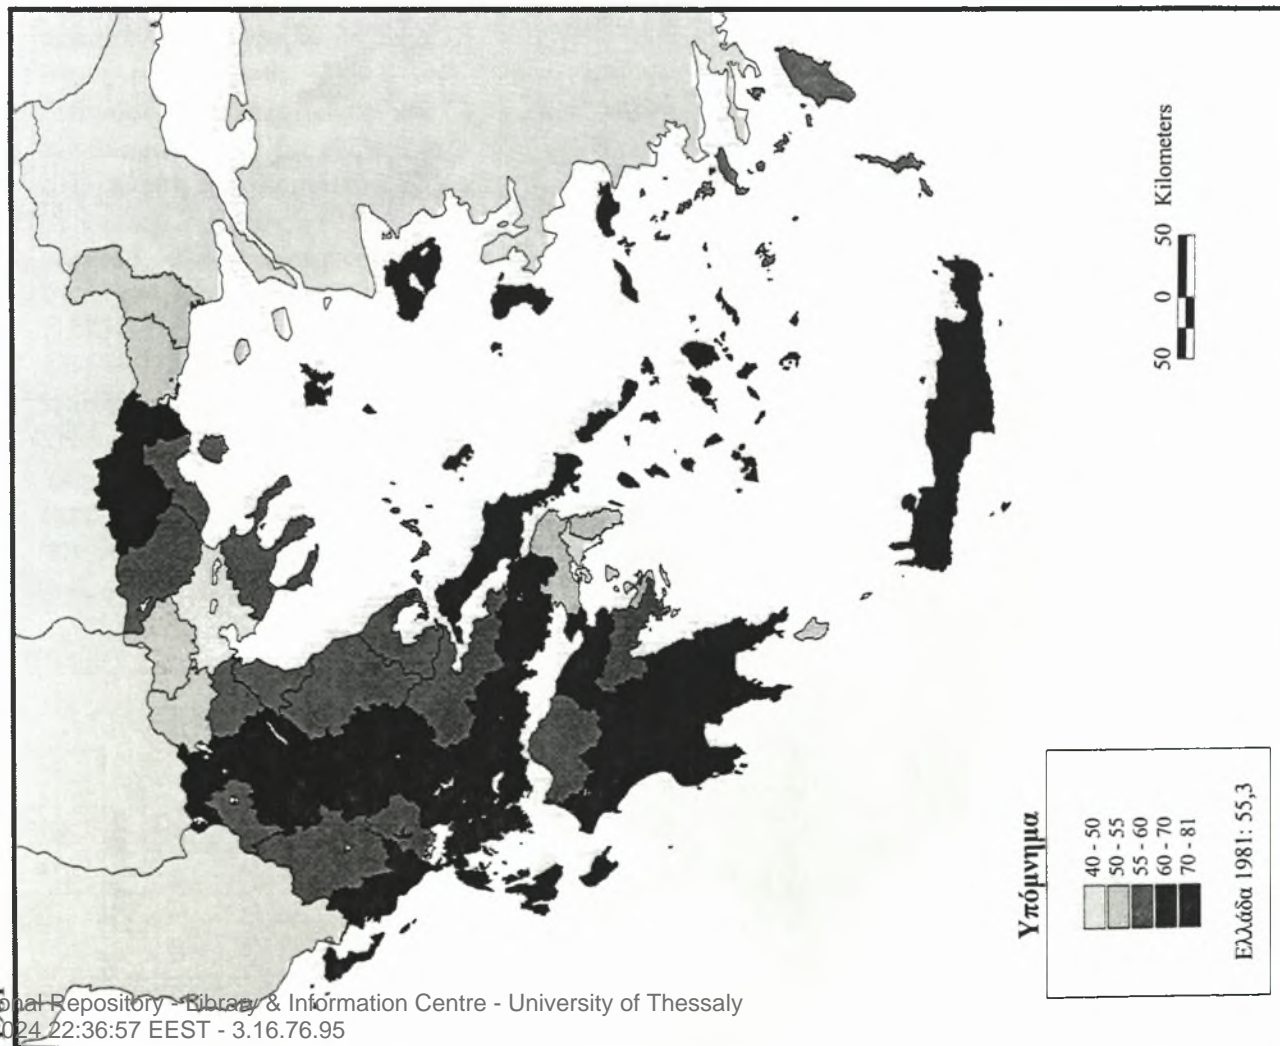 50 0 50 Kilometers
Υπόμνημα
40 - 50
50 - 55
55 - 60
60 - 70
70 - 81
Ελλάδα 1981: 55,3
Repository - Library & Information Centre - University of Thessaly
22:36:57 EEST - 3.16.76.95